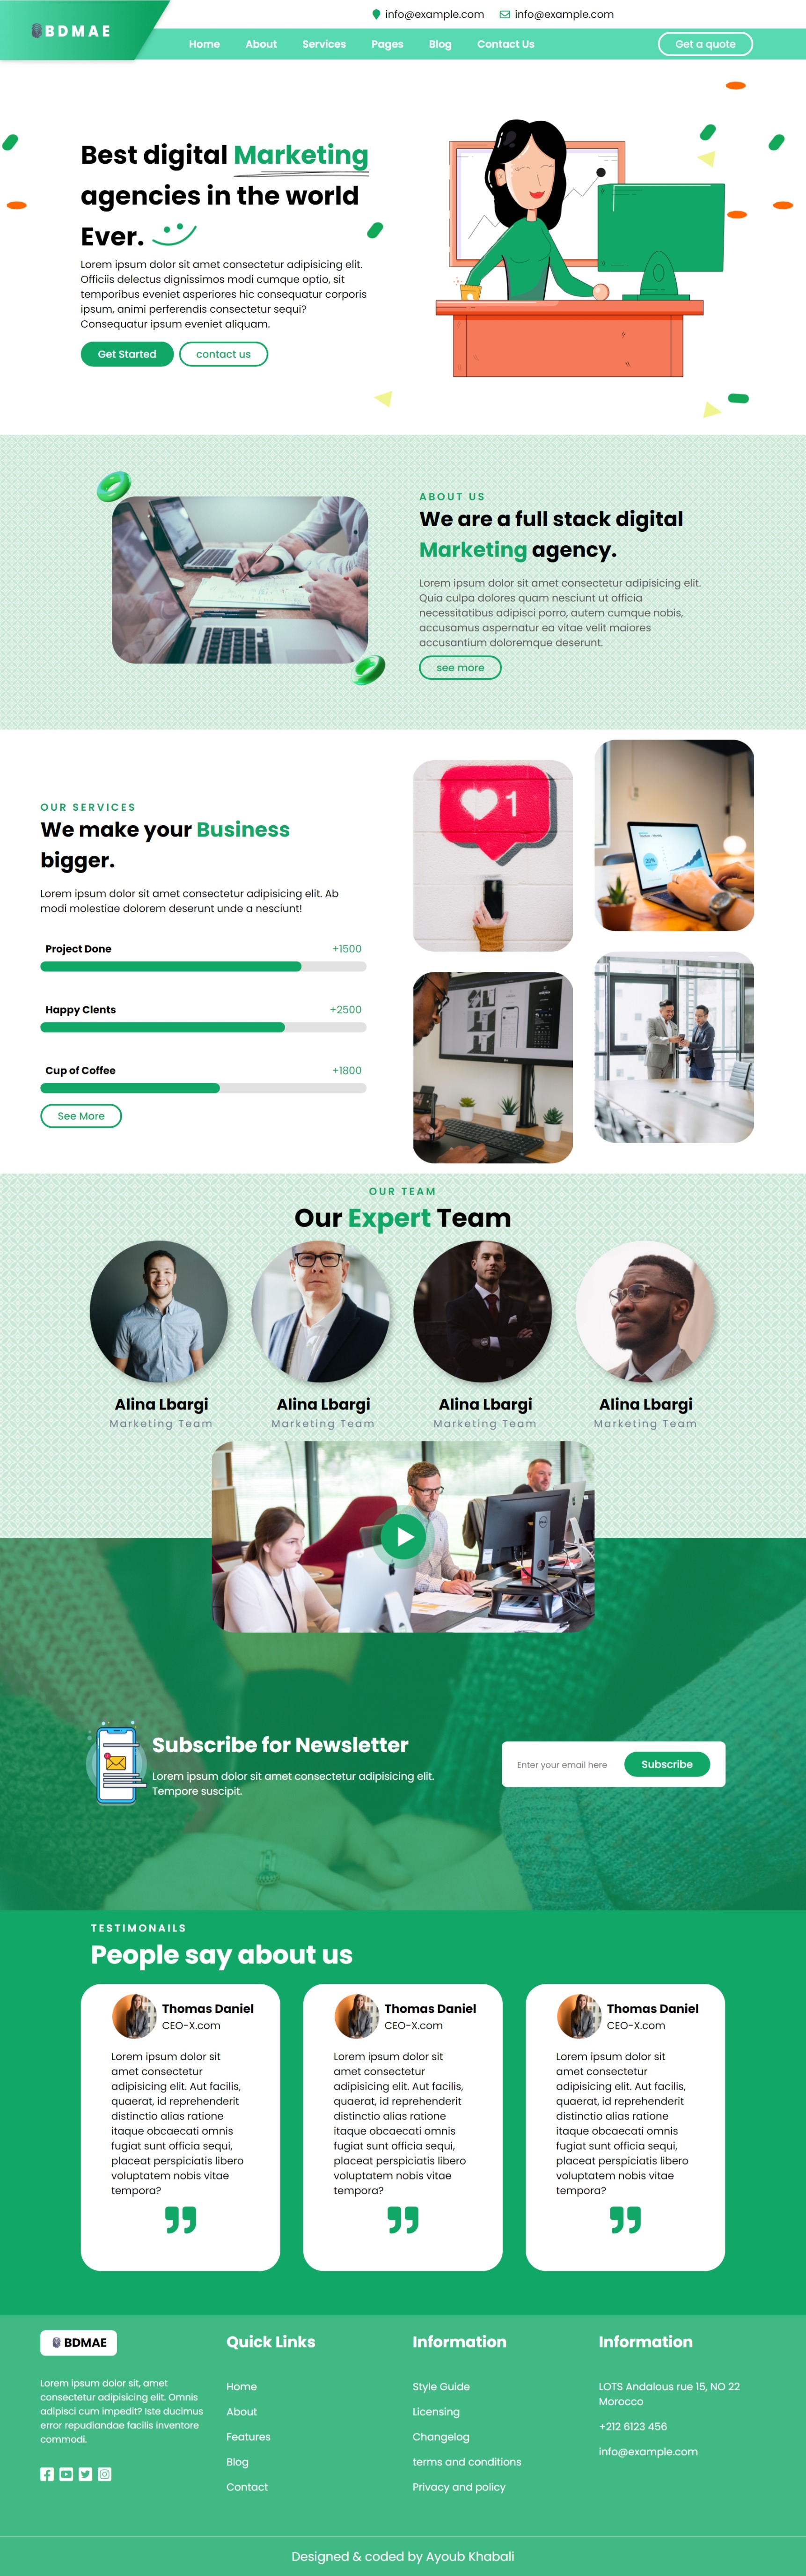 BDMAE
info@example.com info@example.com
Home About Services Pages Blog Contact Us Get a quote
Best digital Marketing
agencies in the world
Ever.
Lorem ipsum dolor sit amet consectetur adipisicing elit.
Officiis delectus dignissimos modi cumque optio, sit
temporibus eveniet asperiores hic consequatur corporis
ipsum, animi perferendis consectetur sequi?
Consequatur ipsum eveniet aliquam.
Get Started contact us
ABOUT US
We are a full stack digital
Marketing agency.
Lorem ipsum dolor sit amet consectetur adipisicing elit.
Quia culpa dolores quam nesciunt ut officia
necessitatibus adipisci porro, autem cumque nobis,
accusamus aspernatur ea vitae velit maiores
accusantium doloremque deserunt.
see more
OUR SERVICES
We make your Business
bigger.
Lorem ipsum dolor sit amet consectetur adipisicing elit. Ab
modi molestiae dolorem deserunt unde a nesciunt!
Project Done +1500
Happy Clents +2500
Cup of Coffee +1800
See More
1
OUR TEAM
Our Expert Team
Alina Lbargi Alina Lbargi Alina Lbargi Alina Lbargi
Marketing Team Marketing Team Marketing Team Marketing Team
Subscribe for Newsletter
Lorem ipsum dolor sit amet consectetur adipisicing elit.
Tempore suscipit.
Enter your email here Subscribe
TESTIMONAILS
People say about us
Thomas Daniel
CEO-X.com
Lorem ipsum dolor sit
amet consectetur
adipisicing elit. Aut facilis,
quaerat, id reprehenderit
distinctio alias ratione
itaque obcaecati omnis
fugiat sunt officia sequi,
placeat perspiciatis libero
voluptatem nobis vitae
tempora?
Thomas Daniel
CEO-X.com
Lorem ipsum dolor sit
amet consectetur
adipisicing elit. Aut facilis,
quaerat, id reprehenderit
distinctio alias ratione
itaque obcaecati omnis
fugiat sunt officia sequi,
placeat perspiciatis libero
voluptatem nobis vitae
tempora?
Thomas Daniel
CEO-X.com
Lorem ipsum dolor sit
amet consectetur
adipisicing elit. Aut facilis,
quaerat, id reprehenderit
distinctio alias ratione
itaque obcaecati omnis
fugiat sunt officia sequi,
placeat perspiciatis libero
voluptatem nobis vitae
tempora?
BDMAE
Lorem ipsum dolor sit, amet
consectetur adipisicing elit. Omnis
adipisci cum impedit? Iste ducimus
error repudiandae facilis inventore
commodi.
Quick Links
Home
About
Features
Blog
Contact
Information
Style Guide
Licensing
Changelog
terms and conditions
Privacy and policy
Information
LOTS Andalous rue 15, NO 22
Morocco
+212 6123 456
info@example.com
Designed & coded by Ayoub Khabali